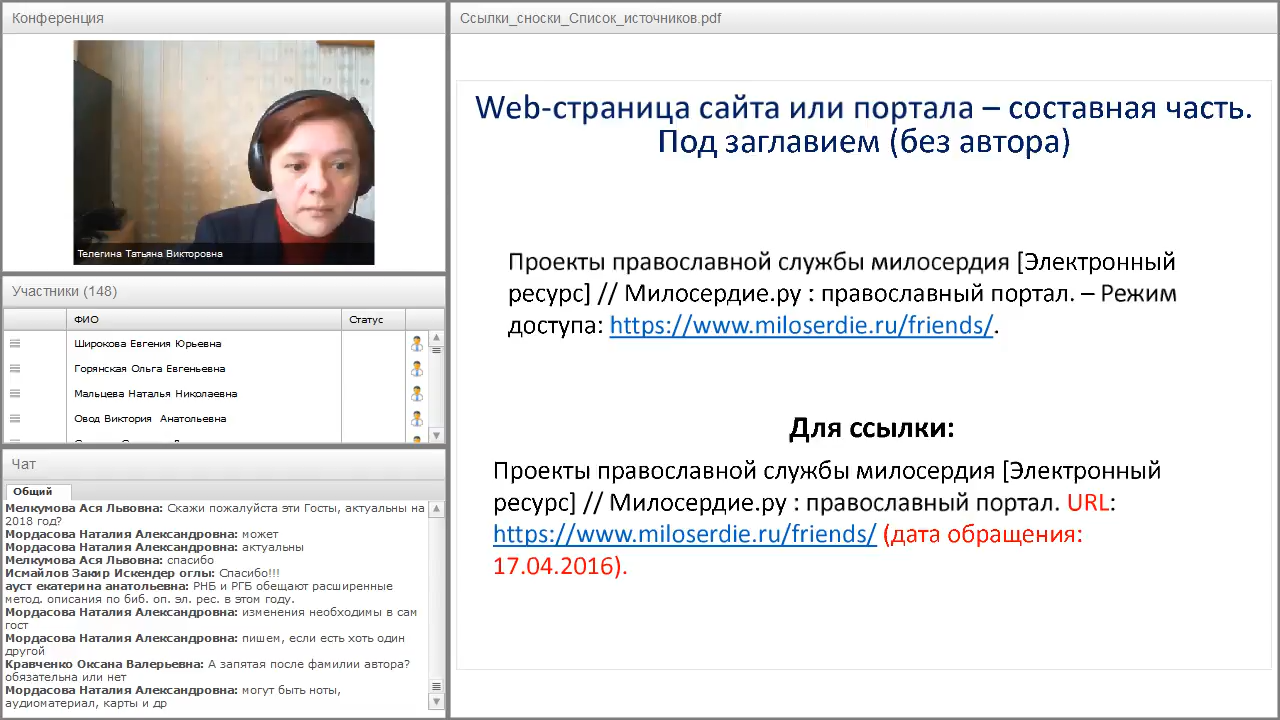 Конференция
Телегина Татьяна Викторовна
Участники (148)
ФИО
Статус
Широкова Евгения Юрьевна
Горянская Ольга Евгеньевна
Мальцева Наталья Николаевна
Овод Виктория Анатольевна
Чат
Общий
Мелкумова Ася Львовна: Скажи пожалуйста эти Госты, актуальны на
2018 год?
Мордасова Наталия Александровна: может
Мордасова Наталия Александровна: актуальны
Мелкумова Ася Львовна: спасибо
Исмайлов Закир Искендер оглы: Спасибо!!!
ауст екатерина анатольевна: РНБ и РГБ обещают расширенные
метод. описания по биб. оп. эл. рес. в этом году.
Мордасова Наталия Александровна: изменения необходимы в сам
гост
Мордасова Наталия Александровна: пишем, если есть хоть один
другой
Кравченко Оксана Валерьевна: А запятая после фамилии автора?
обязательна или нет
Мордасова Наталия Александровна: могут быть ноты,
аудиоматериал, карты и др
Ссылки_сноски_Список_источников.pdf
Web-страница сайта или портала – составная часть.
Под заглавием (без автора)
Проекты православной службы милосердия [Электронный
ресурс] // Милосердие.ру : православный портал. – Режим
доступа: https://www.miloserdie.ru/friends/.
Для ссылки:
Проекты православной службы милосердия [Электронный
ресурс] // Милосердие.ру : православный портал. URL:
https://www.miloserdie.ru/friends/ (дата обращения:
17.04.2016).